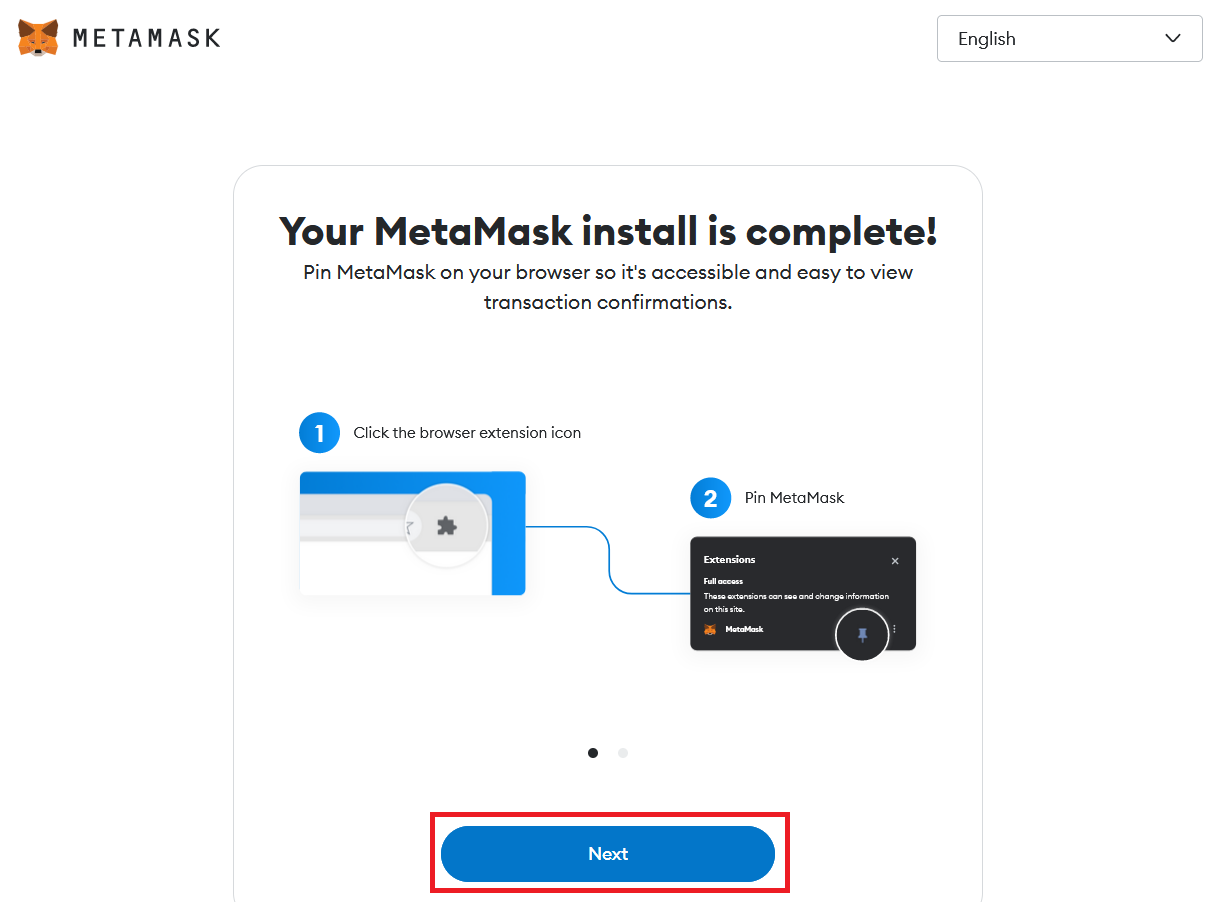 METAMASK
English
Your MetaMask install is complete!
Pin MetaMask on your browser so it's accessible and easy to view
transaction confirmations.
1 Click the browser extension icon
2 Pin MetaMask
Extensions
Full access
These extensions can see and change information
on this site.
MetaMask
Next